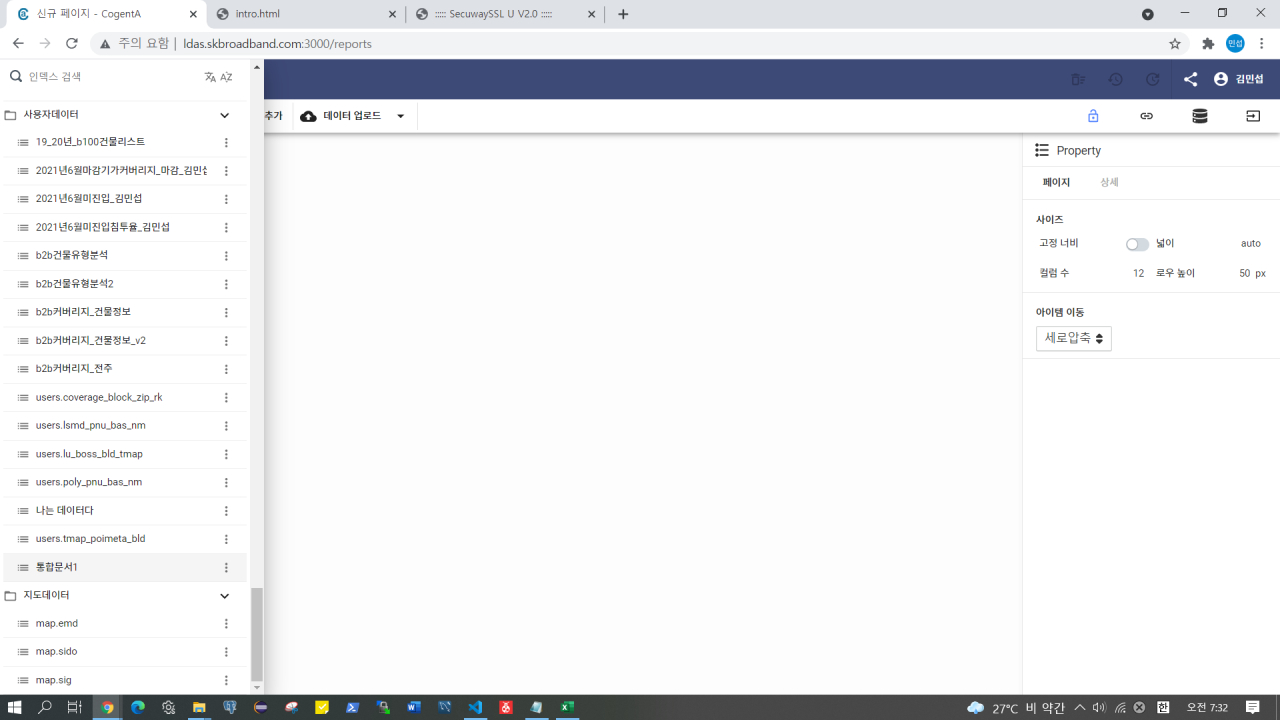 신규 페이지 - CogentA
intro.html
::::: SecuwaySSL U V2.0 :::::
주의 요함 | ldas.skbroadband.com:3000/reports
민섭
인덱스 검색
김민섭
추가
데이터 업로드
사용자데이터
19_20년_b100건물리스트
2021년6월마감기가커버리지_마감_김민섭
2021년6월미진입_김민섭
2021년6월미진입침투율_김민섭
b2b건물유형분석
b2b건물유형분석2
b2b커버리지_건물정보
b2b커버리지_건물정보_v2
b2b커버리지_전주
users.coverage_block_zip_rk
users.lsmd_pnu_bas_nm
users.lu_boss_bld_tmap
users.poly_pnu_bas_nm
나는 데이터다
users.tmap_poimeta_bld
통합문서1
지도데이터
map.emd
map.sido
map.sig
Property
페이지 상세
사이즈
고정 너비 넓이 auto
컬럼 수 12 로우 높이 50 px
아이템 이동
세로압축
27°C 비 약간
한
오전 7:32